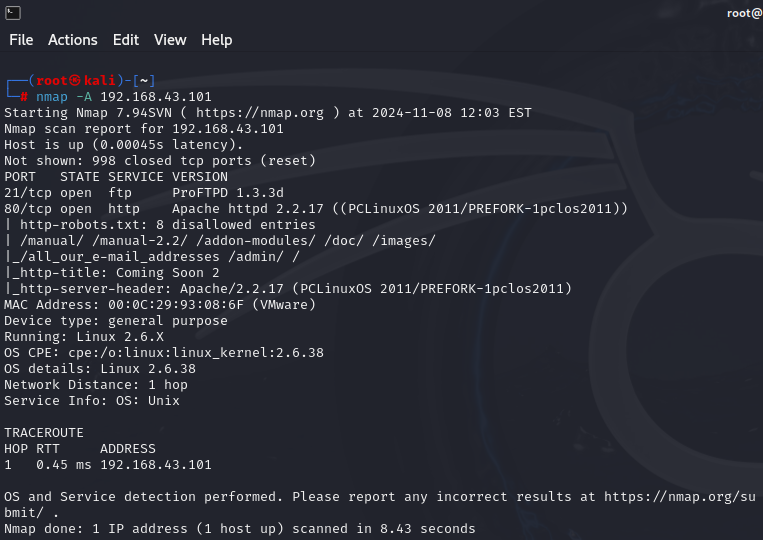 root@
File Actions Edit View Help
┌──(root㉿kali)-[~]
└─# nmap -A 192.168.43.101
Starting Nmap 7.94SVN ( https://nmap.org ) at 2024-11-08 12:03 EST
Nmap scan report for 192.168.43.101
Host is up (0.00045s latency).
Not shown: 998 closed tcp ports (reset)
PORT   STATE SERVICE VERSION
21/tcp open  ftp     ProFTPD 1.3.3d
80/tcp open  http    Apache httpd 2.2.17 ((PCLinuxOS 2011/PREFORK-1pclos2011))
| http-robots.txt: 8 disallowed entries
| /manual/ /manual-2.2/ /addon-modules/ /doc/ /images/
|_/all_our_e-mail_addresses /admin/ /
|_http-title: Coming Soon 2
|_http-server-header: Apache/2.2.17 (PCLinuxOS 2011/PREFORK-1pclos2011)
MAC Address: 00:0C:29:93:08:6F (VMware)
Device type: general purpose
Running: Linux 2.6.X
OS CPE: cpe:/o:linux:linux_kernel:2.6.38
OS details: Linux 2.6.38
Network Distance: 1 hop
Service Info: OS: Unix
TRACEROUTE
HOP RTT     ADDRESS
1   0.45 ms 192.168.43.101
OS and Service detection performed. Please report any incorrect results at https://nmap.org/su
bmit/ .
Nmap done: 1 IP address (1 host up) scanned in 8.43 seconds